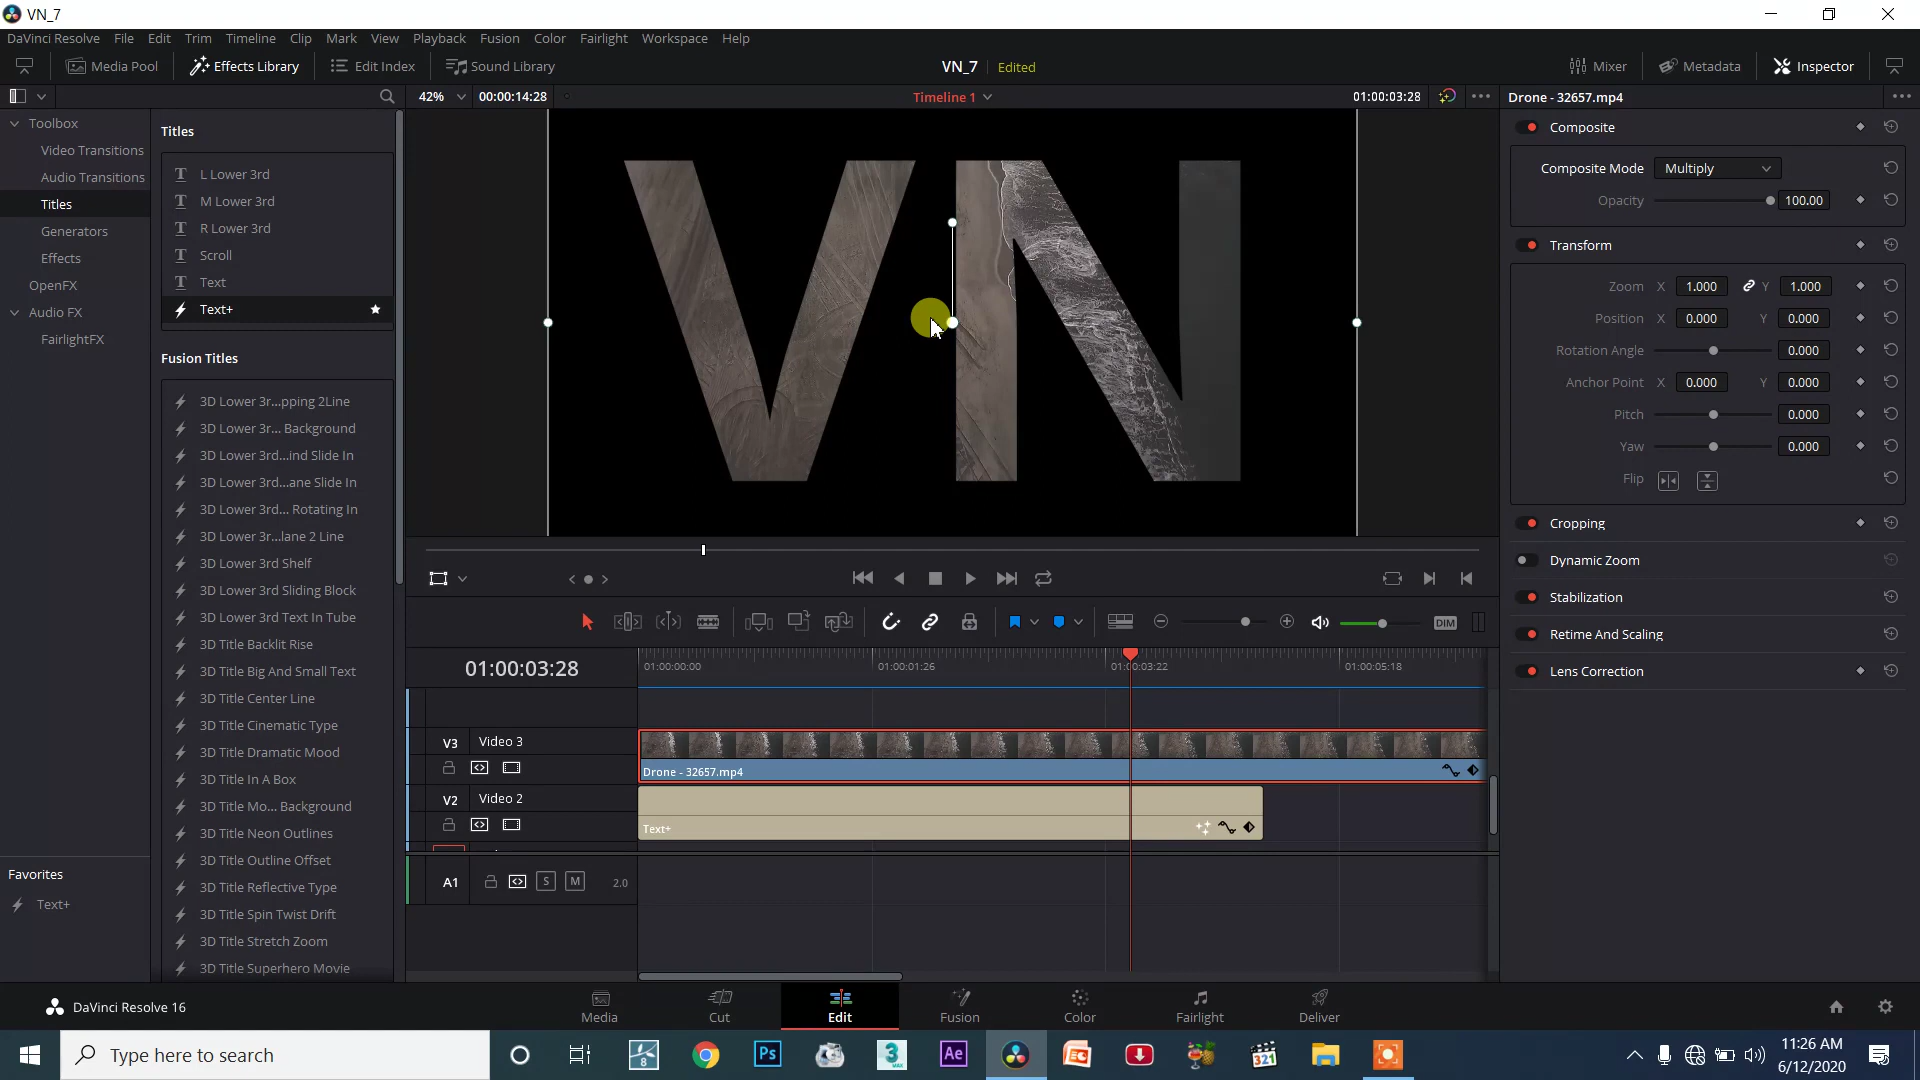 VN_7
DaVinci Resolve File Edit Trim Timeline Clip Mark View Playback Fusion Color Fairlight Workspace Help
Media Pool Effects Library Edit Index Sound Library VN_7 Edited Mixer Metadata Inspector
42% 00:00:14:28 Timeline 1 01:00:03:28 Drone - 32657.mp4
Toolbox
Video Transitions
Audio Transitions
Titles
Generators
Effects
OpenFX
Audio FX
FairlightFX
Favorites
Text+
Titles
L Lower 3rd
M Lower 3rd
R Lower 3rd
Scroll
Text
Text+
Fusion Titles
3D Lower 3r...pping 2Line
3D Lower 3r... Background
3D Lower 3rd...ind Slide In
3D Lower 3rd...ane Slide In
3D Lower 3rd... Rotating In
3D Lower 3r...lane 2 Line
3D Lower 3rd Shelf
3D Lower 3rd Sliding Block
3D Lower 3rd Text In Tube
3D Title Backlit Rise
3D Title Big And Small Text
3D Title Center Line
3D Title Cinematic Type
3D Title Dramatic Mood
3D Title In A Box
3D Title Mo... Background
3D Title Neon Outlines
3D Title Outline Offset
3D Title Reflective Type
3D Title Spin Twist Drift
3D Title Stretch Zoom
3D Title Superhero Movie
VN
DIM
01:00:03:28 01:00:00:00 01:00:01:26 01:00:03:22 01:00:05:18
V3 Video 3
Drone - 32657.mp4
V2 Video 2
Text+
A1 S M 2.0
Composite
Composite Mode Multiply
Opacity 100.00
Transform
Zoom X 1.000 Y 1.000
Position X 0.000 Y 0.000
Rotation Angle 0.000
Anchor Point X 0.000 Y 0.000
Pitch 0.000
Yaw 0.000
Flip
Cropping
Dynamic Zoom
Stabilization
Retime And Scaling
Lens Correction
DaVinci Resolve 16 Media Cut Edit Fusion Color Fairlight Deliver
Type here to search 8 Ps 3 MAX Ae 321 11:26 AM
6/12/2020